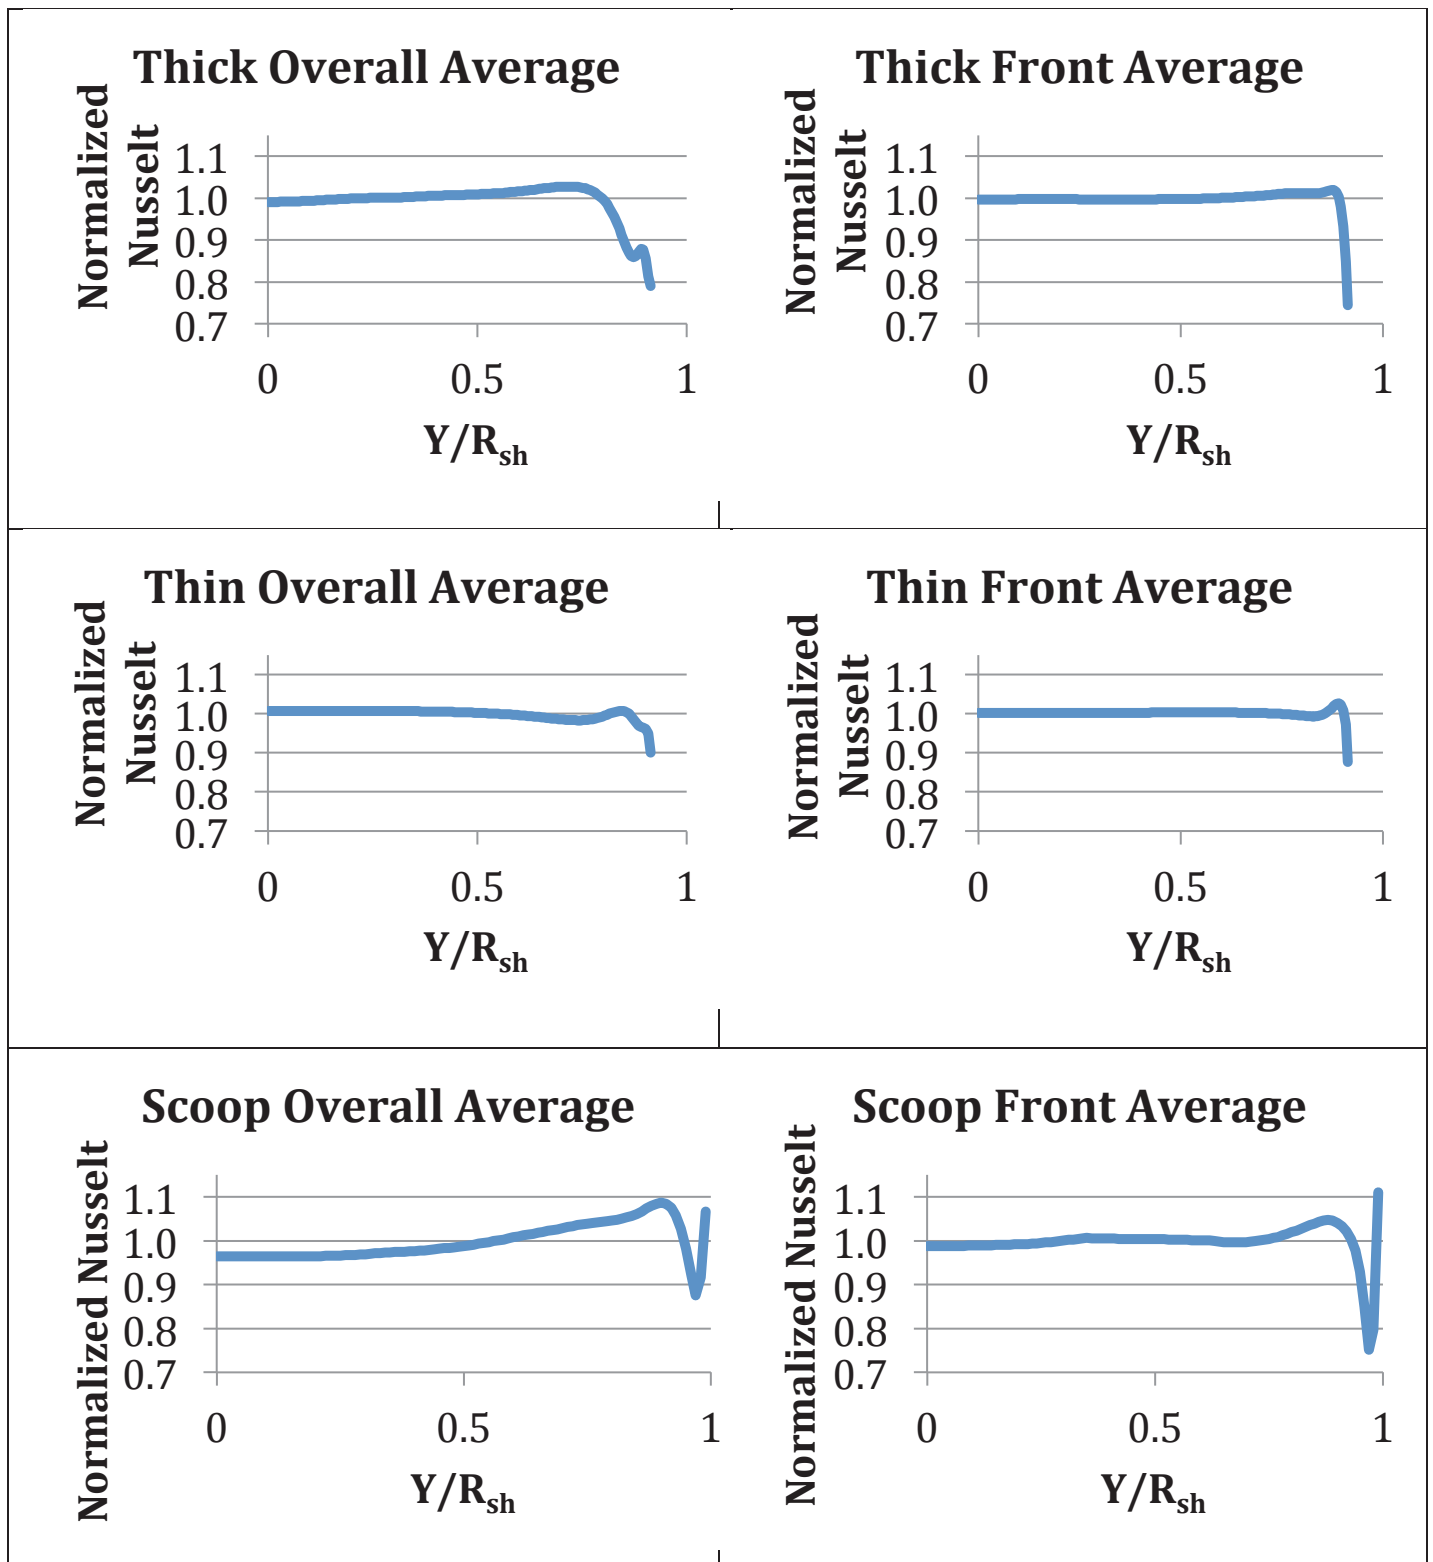 Thick Overall Average
Normalized
Nusselt
1.1
1.0
0.9
0.8
0.7
0 0.5 1
Y/Rsh
Thick Front Average
Normalized
Nusselt
1.1
1.0
0.9
0.8
0.7
0 0.5 1
Y/Rsh
Thin Overall Average
Normalized
Nusselt
1.1
1.0
0.9
0.8
0.7
0 0.5 1
Y/Rsh
Thin Front Average
Normalized
Nusselt
1.1
1.0
0.9
0.8
0.7
0 0.5 1
Y/Rsh
Scoop Overall Average
Normalized Nusselt
1.1
1.0
0.9
0.8
0.7
0 0.5 1
Y/Rsh
Scoop Front Average
Normalized Nusselt
1.1
1.0
0.9
0.8
0.7
0 0.5 1
Y/Rsh